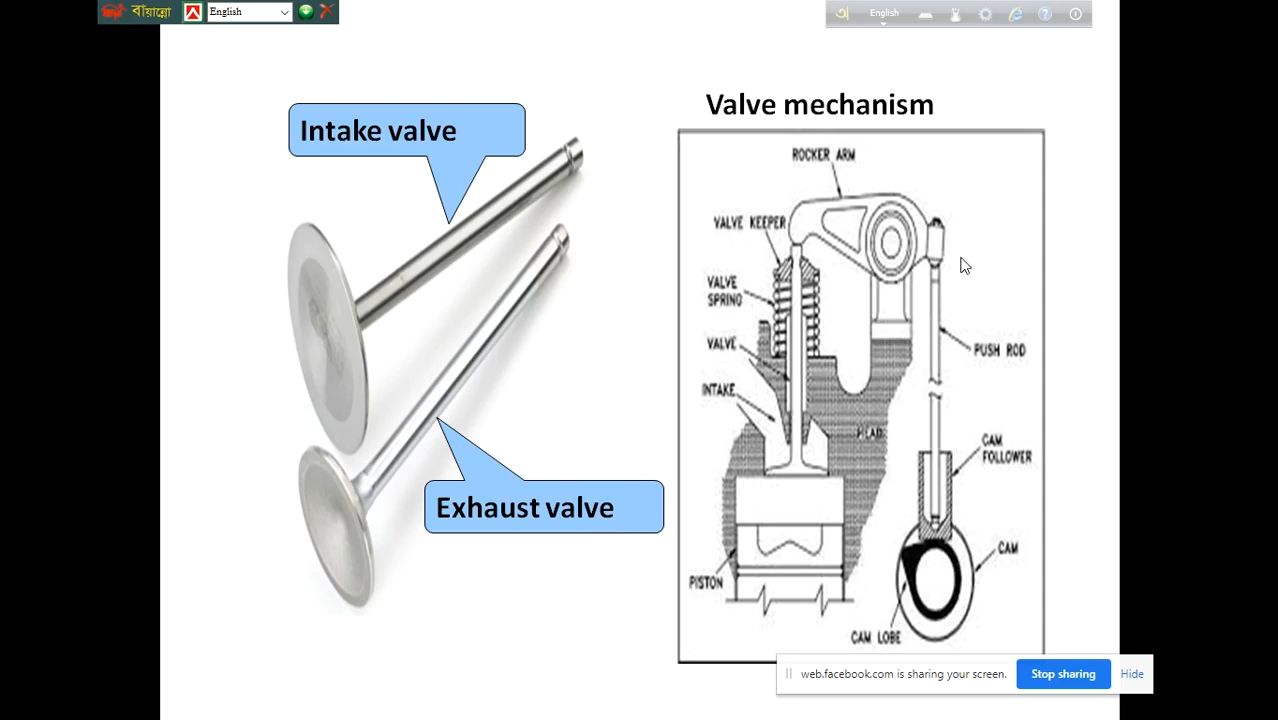 বায়ান্নো
English
অ
English
Intake valve
Valve mechanism
ROCKER ARM
VALVE KEEPER
VALVE
SPRING
VALVE
PUSH ROD
INTAKE
HEAD
CAM
FOLLOWER
Exhaust valve
CAM
PISTON
CAM LOBE
web.facebook.com is sharing your screen.
Stop sharing
Hide